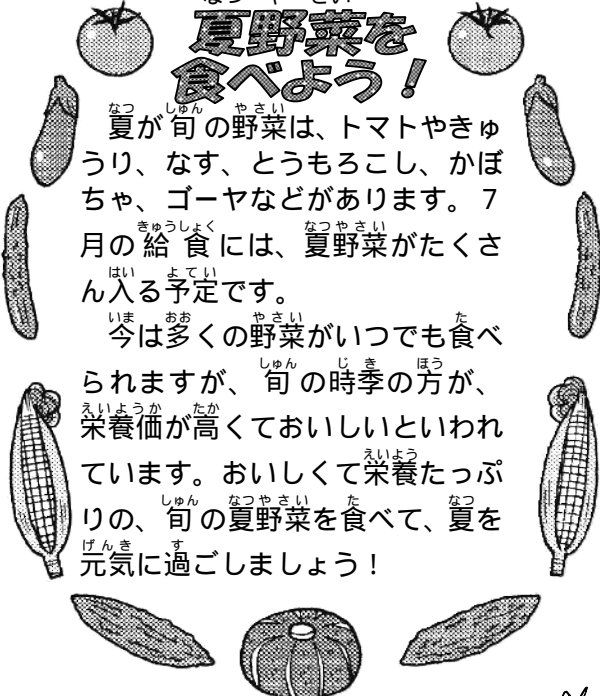 夏野菜を
食べよう！
夏が旬の野菜は、トマトやきゅ
うり、なす、とうもろこし、かぼ
ちゃ、ゴーヤなどがあります。７
月の給食には、夏野菜がたくさ
ん入る予定です。
今は多くの野菜がいつでも食べ
られますが、旬の時季の方が、
栄養価が高くておいしいといわれ
ています。おいしくて栄養たっぷ
りの、旬の夏野菜を食べて、夏を
元気に過ごしましょう！